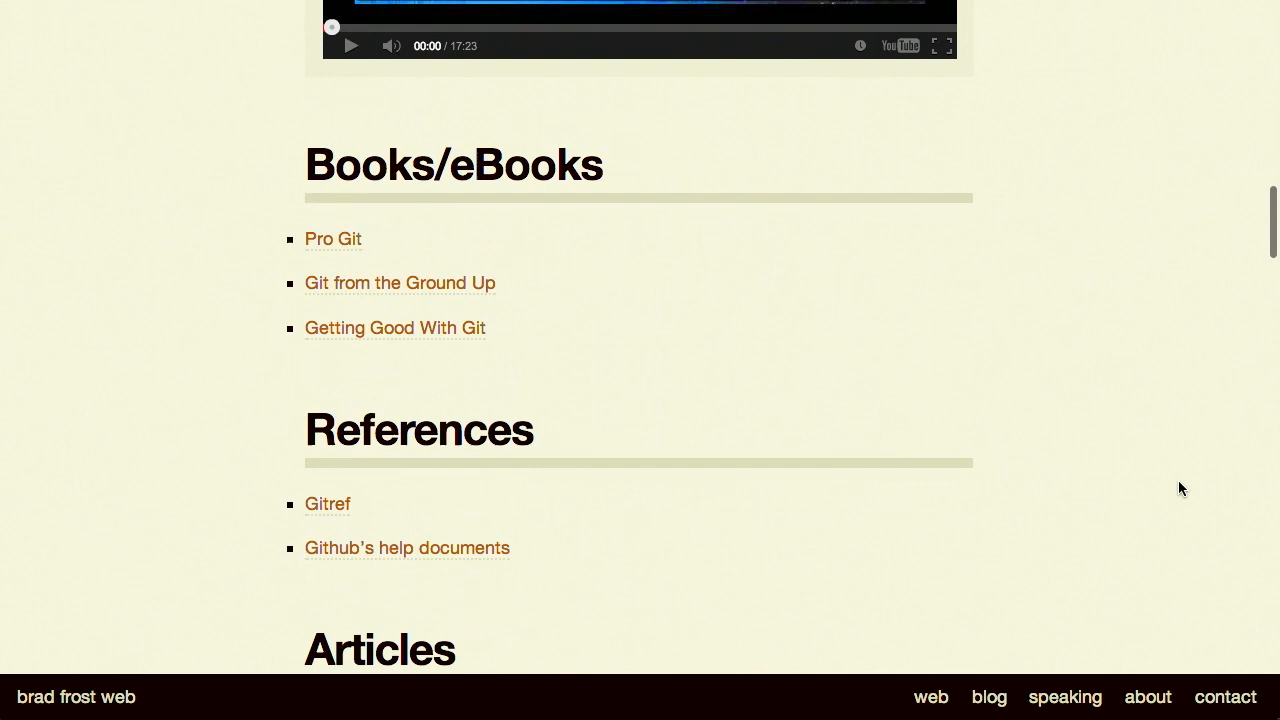 00:00 / 17:23
YouTube
Books/eBooks
Pro Git
Git from the Ground Up
Getting Good With Git
References
Gitref
Github's help documents
Articles
brad frost web
web blog speaking about contact